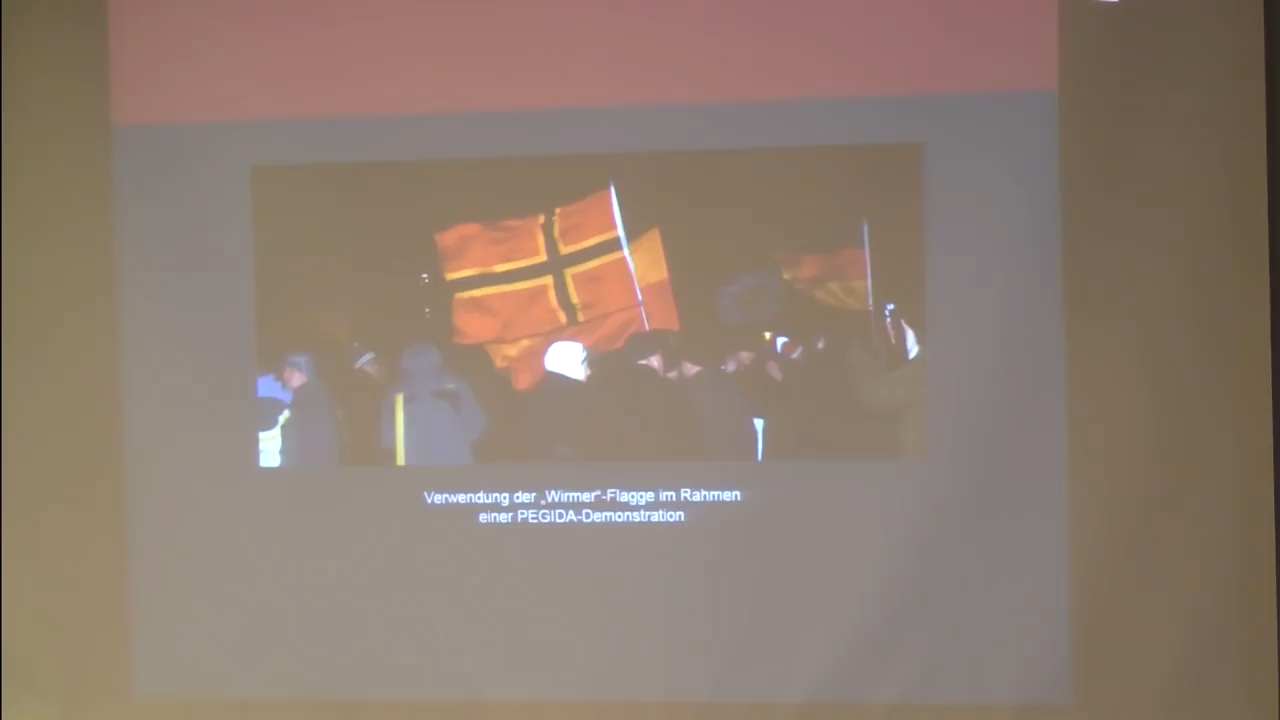 Verwendung der „Wirmer“-Flagge im Rahmen
einer PEGIDA-Demonstration